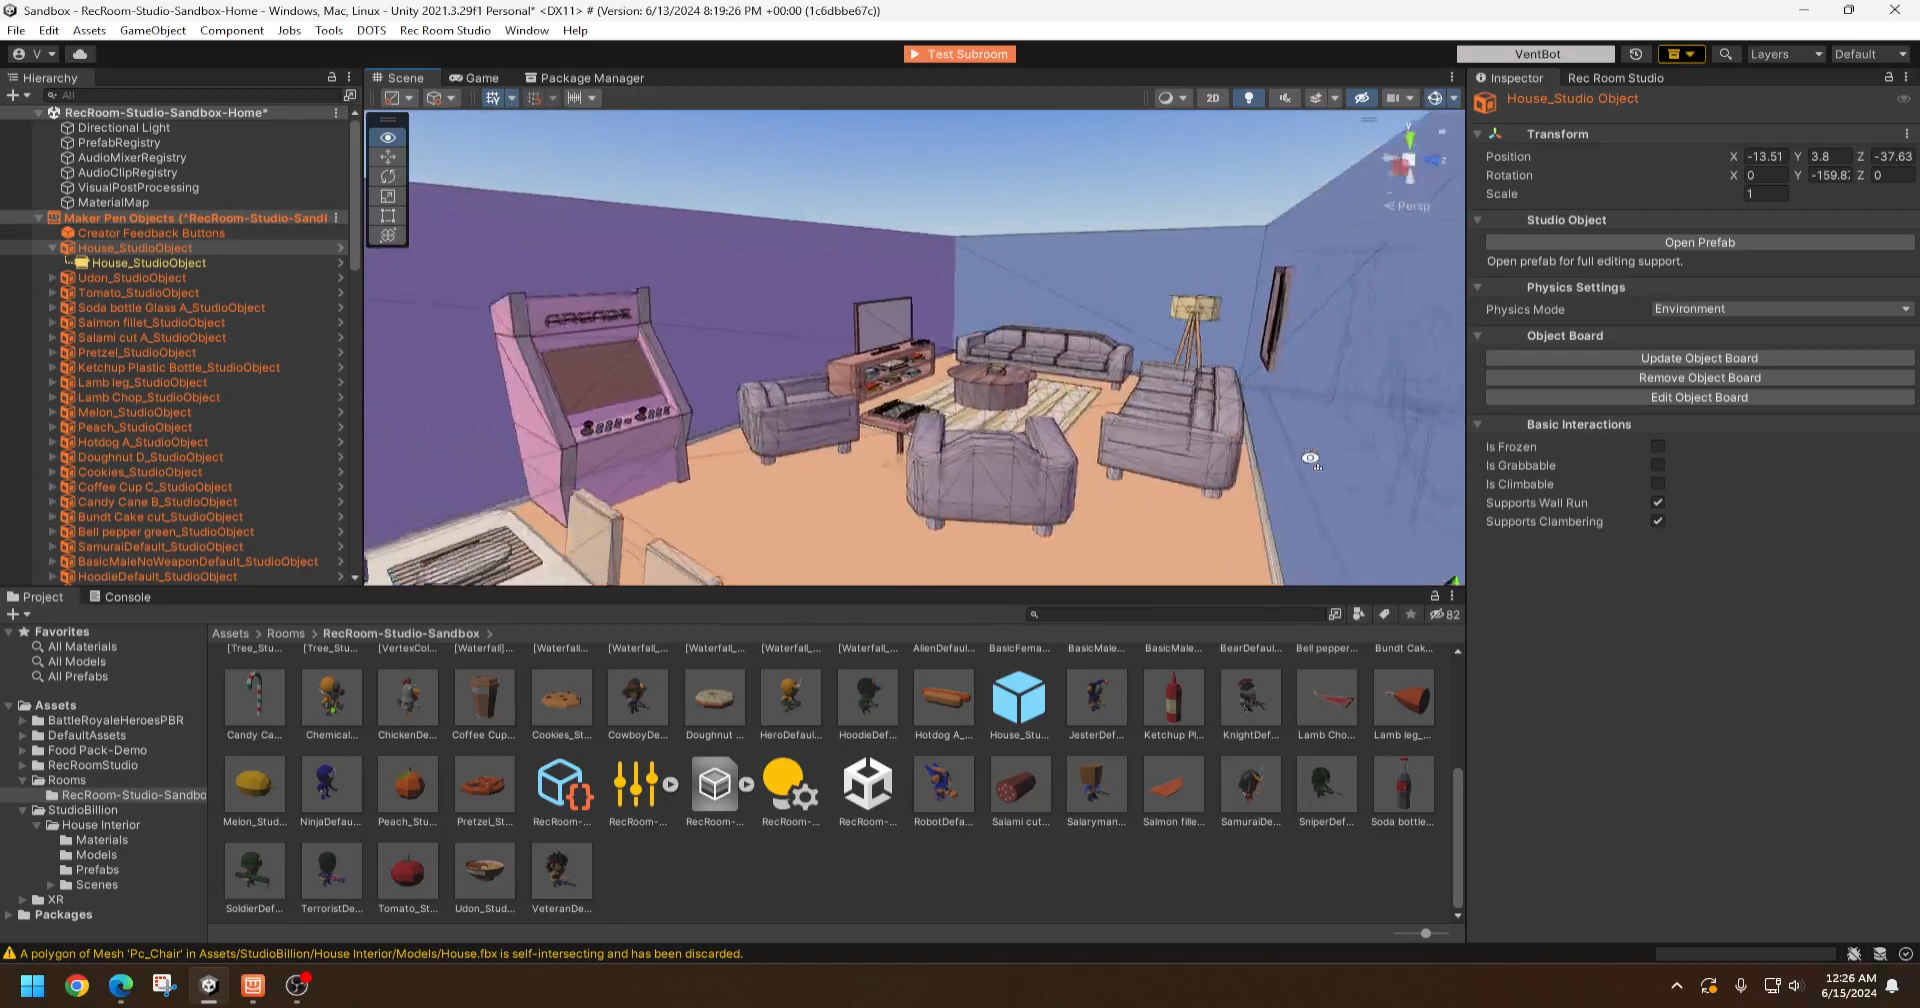 Sandbox - RecRoom-Studio-Sandbox-Home - Windows, Mac, Linux - Unity 2021.3.29f1 Personal* <DX11> # (Version: 6/13/2024 8:19:26 PM +00:00 (1c6dbbe67c))
File Edit Assets GameObject Component Jobs Tools DOTS Rec Room Studio Window Help
V
Test Subroom
VentBot
Layers
Default
Hierarchy
All
RecRoom-Studio-Sandbox-Home*
Directional Light
PrefabRegistry
AudioMixerRegistry
AudioClipRegistry
VisualPostProcessing
MaterialMap
Maker Pen Objects (^RecRoom-Studio-Sandl
Creator Feedback Buttons
House_StudioObject
House_StudioObject
Udon_StudioObject
Tomato_StudioObject
Soda bottle Glass A_StudioObject
Salmon fillet_StudioObject
Salami cut A_StudioObject
Pretzel_StudioObject
Ketchup Plastic Bottle_StudioObject
Lamb leg_StudioObject
Lamb Chop_StudioObject
Melon_StudioObject
Peach_StudioObject
Hotdog A_StudioObject
Doughnut D_StudioObject
Cookies_StudioObject
Coffee Cup C_StudioObject
Candy Cane B_StudioObject
Bundt Cake cut_StudioObject
Bell pepper green_StudioObject
SamuraiDefault_StudioObject
BasicMaleNoWeaponDefault_StudioObject
HoodieDefault_StudioObject
Scene Game Package Manager
2D
ARCADE
y
z
Persp
Inspector Rec Room Studio
House_Studio Object
Transform
Position X -13.51 Y 3.8 Z -37.63
Rotation X 0 Y -159.87 Z 0
Scale 1
Studio Object
Open Prefab
Open prefab for full editing support.
Physics Settings
Physics Mode Environment
Object Board
Update Object Board
Remove Object Board
Edit Object Board
Basic Interactions
Is Frozen
Is Grabbable
Is Climbable
Supports Wall Run
Supports Clambering
Project Console
82
Favorites
All Materials
All Models
All Prefabs
Assets
BattleRoyaleHeroesPBR
DefaultAssets
Food Pack-Demo
RecRoomStudio
Rooms
RecRoom-Studio-Sandbo
StudioBillion
House Interior
Materials
Models
Prefabs
Scenes
XR
Packages
Assets > Rooms > RecRoom-Studio-Sandbox >
[Tree_Stu... [Tree_Stu... [VertexCol... [Waterfall]... [Waterfall... [Waterfall_... [Waterfall_... [Waterfall_... [Waterfall_... AlienDefaul... BasicFema... BasicMale... BasicMale... BearDefaul... Bell pepper... Bundt Cak...
Candy Ca... Chemical... ChickenDe... Coffee Cup... Cookies_St... CowboyDe... Doughnut ... HeroDefaul... HoodieDef... Hotdog A_... House_Stu... JesterDef... Ketchup Pl... KnightDef... Lamb Cho... Lamb leg_...
Melon_Stud... NinjaDefau... Peach_Stu... Pretzel_St... RecRoom-... RecRoom-... RecRoom-... RecRoom-... RecRoom-... RobotDefa... Salami cut... Salaryman... Salmon fille... SamuraiDe... SniperDef... Soda bottle...
SoldierDef... TerroristDe... Tomato_St... Udon_Stud... VeteranDe...
A polygon of Mesh 'Pc_Chair' in Assets/StudioBillion/House Interior/Models/House.fbx is self-intersecting and has been discarded.
12:26 AM
6/15/2024